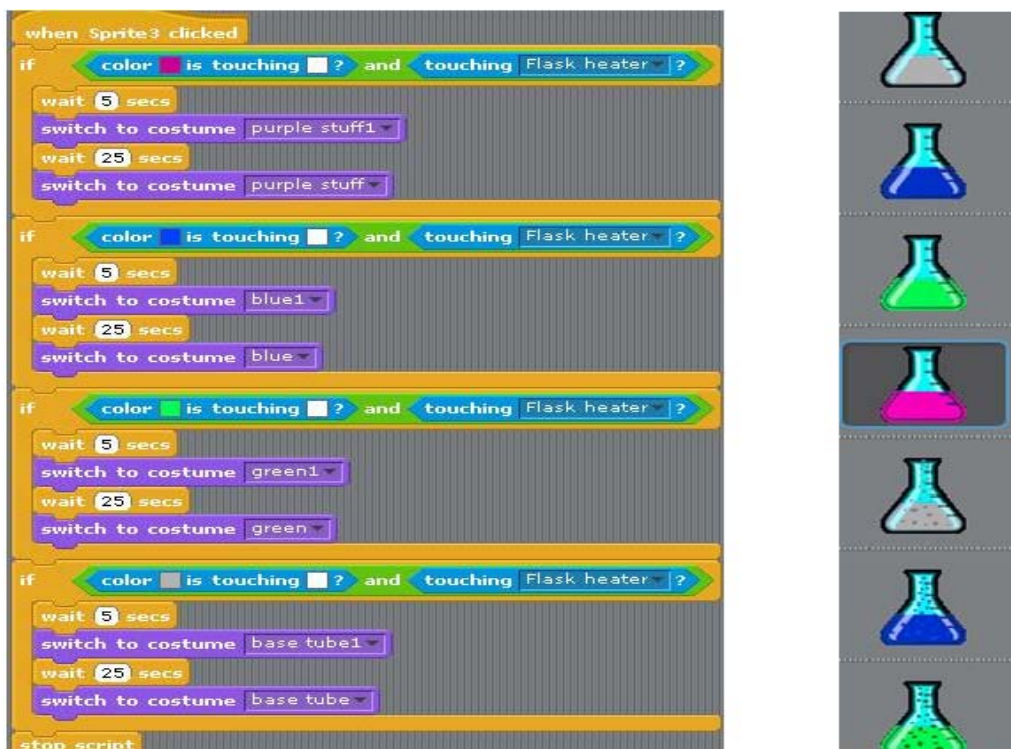 when Sprite3 clicked
if color is touching ? and touching Flask heater ?
wait 5 secs
switch to costume purple stuff1
wait 25 secs
switch to costume purple stuff
if color is touching ? and touching Flask heater ?
wait 5 secs
switch to costume blue1
wait 25 secs
switch to costume blue
if color is touching ? and touching Flask heater ?
wait 5 secs
switch to costume green1
wait 25 secs
switch to costume green
if color is touching ? and touching Flask heater ?
wait 5 secs
switch to costume base tube1
wait 25 secs
switch to costume base tube
stop script